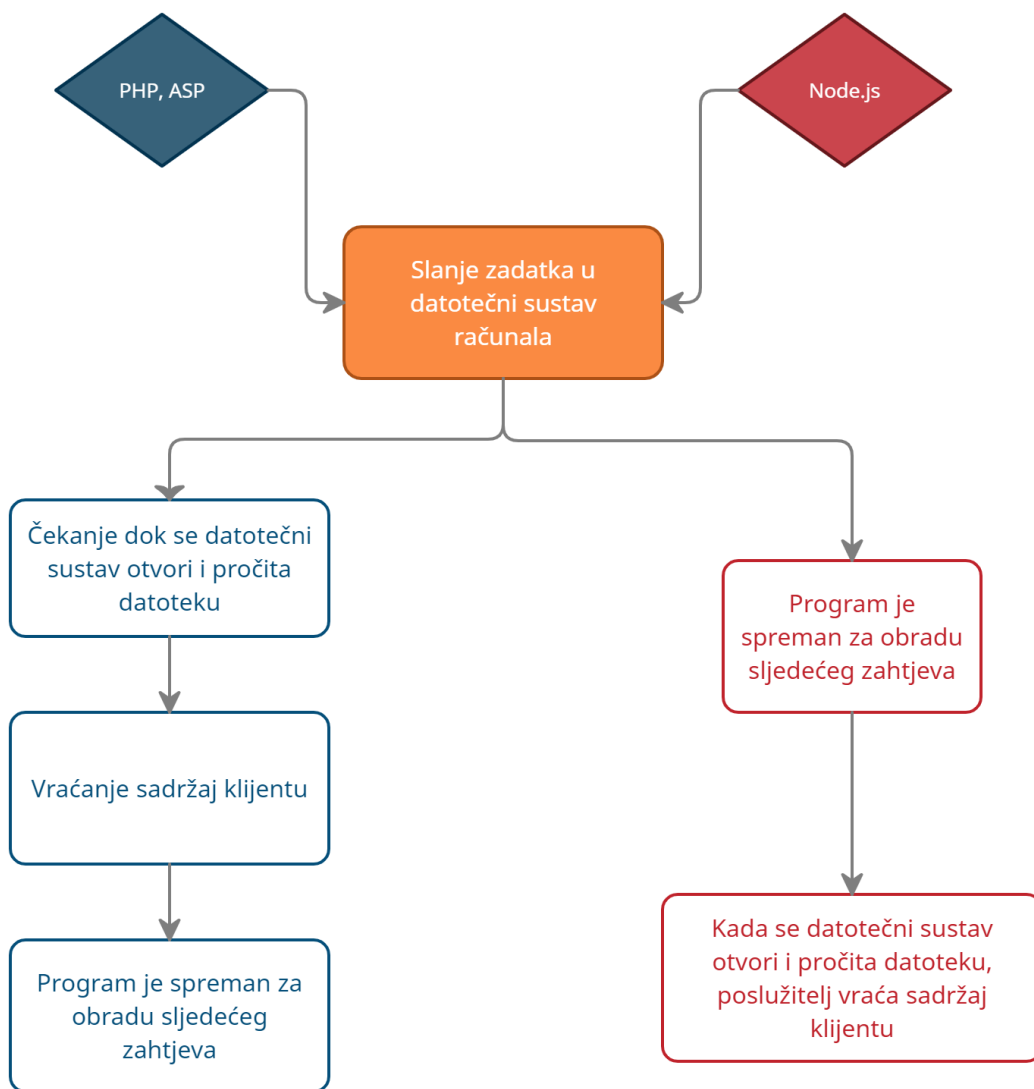 PHP, ASP
Node.js
Slanje zadatka u
datotečni sustav
računala
Čekanje dok se datotečni
sustav otvori i pročita
datoteku
Program je
spreman za obradu
sljedećeg zahtjeva
Vraćanje sadržaj klijentu
Kada se datotečni sustav
otvori i pročita datoteku,
poslužitelj vraća sadržaj
klijentu
Program je spreman za
obradu sljedećeg
zahtjeva